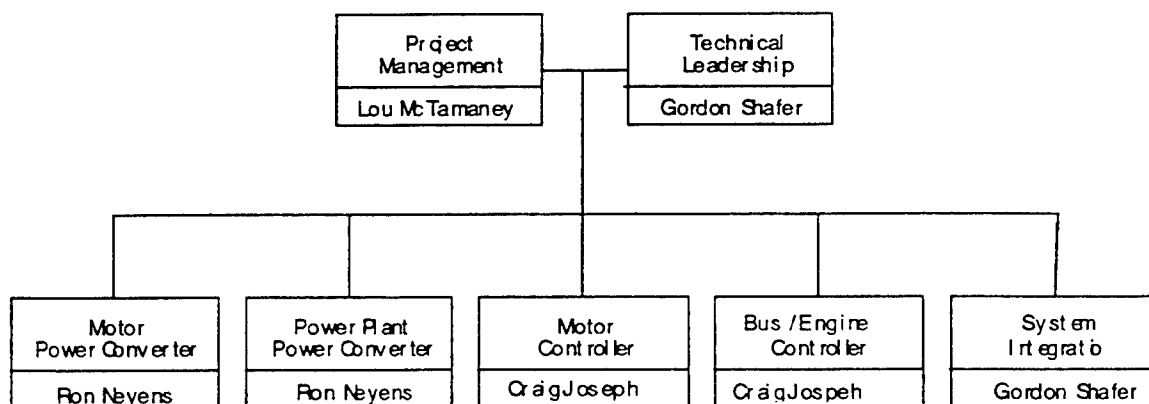 Project
Management
Lou McTamaney
Technical
Leadership
Gordon Shafer
Motor
Power Converter
Ron Nevens
Power Plant
Power Converter
Ron Nevens
Motor
Controller
Craig Joseph
Bus / Engine
Controller
Craig Jospeh
System
Integratio
Gordon Shafer